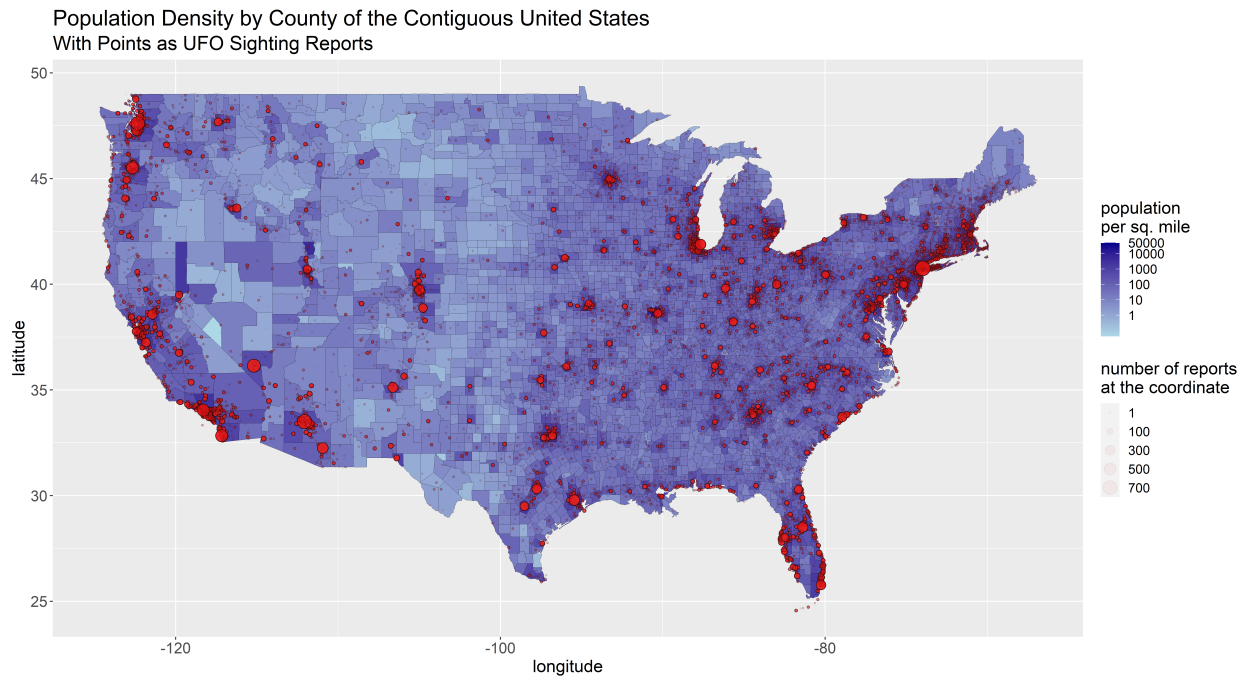 Population Density by County of the Contiguous United States
With Points as UFO Sighting Reports
50
45
40
35
30
25
latitude
-120
-100
-80
longitude
population
per sq. mile
50000
10000
1000
100
10
1
number of reports
at the coordinate
1
100
300
500
700